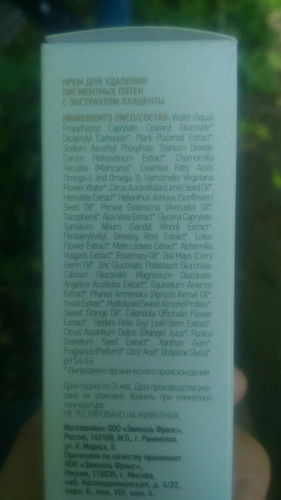 КРЕМ ДЛЯ УДАЛЕНИЯ
ПИГМЕНТНЫХ ПЯТЕН
С ЭКСТРАКТОМ ПЛАЦЕНТЫ
INGREDIENTS (INCI)/СОСТАВ: Water (Aqua)
Propylheptyl Caprylate Cetearyl Glucoside*
Dicaprylyl Carbonate* Plant Placental Extract*
Sodium Ascorbyl Phosphate, Titanium Dioxide
Carum Petroselinum Extract* Chamomilla
Recutita (Matricaria)* Essential Fatty Acids
Omega-6 and Omega-3) Hamamelis Virginiana
Flower Water*, Citrus Aurantifolia (Lime) Seed Oil*
Hematite Extract* Helianthus Annuus (Sunflower)
Seed Oil* Persea Gratissima (Avocado) Oil*
Tocopherol* Aloe Vera Extract* Glyceryl Caprylate
Santalum Album (Sandal Wood) Extract*
Pentaerythrityl Ginseng Root Extract* Lotus
Flower Extract* Male Leaves Extract* Alchemilla
Vulgaris Extract* Rosemary Oil* Zea Mays (Corn)
Germ Oil*, Zinc Gluconate, Potassium Gluconate,
Calcium Gluconate, Magnesium Gluconate,
Angelica Acutiloba Extract* Equisetum Arvense
Extract* Prunus Armeniaca (Apricot) Kernel Oil*
Yeast Extract* Hydrolyzed Sweet Almond Protein*
Sweet Orange Oil* Calendula Officinalis Flower
Extract* Hedera Helix (Ivy) Leaf/Stem Extract*
Citrus Aurantium Dulcis (Orange) Juice* Punica
Granatum Seed Extract* Xanthan Gum*
Fragrance(Parfum)* Citric Acid* Butylene Glycol*
pH 5.4-5.6
* Ингредиент органического происхождения
Срок годности 24 мес. Дата производства ука-
зана на упаковке. Хранить при комнатной
температуре.
НЕ ТЕСТИРОВАНО НА ЖИВОТНЫХ.
Изготовлено: ООО «Эвиналь Франс»,
Россия, 140108, М.О., г. Раменское,
ул. К. Маркса, 5.
Претензии по качеству принимает
ООО «Эвиналь Франс»,
Россия, 115035, г. Москва,
наб. Космодамианская, д. 4/22,
корп. Б, пом. VIII, ком. 4.